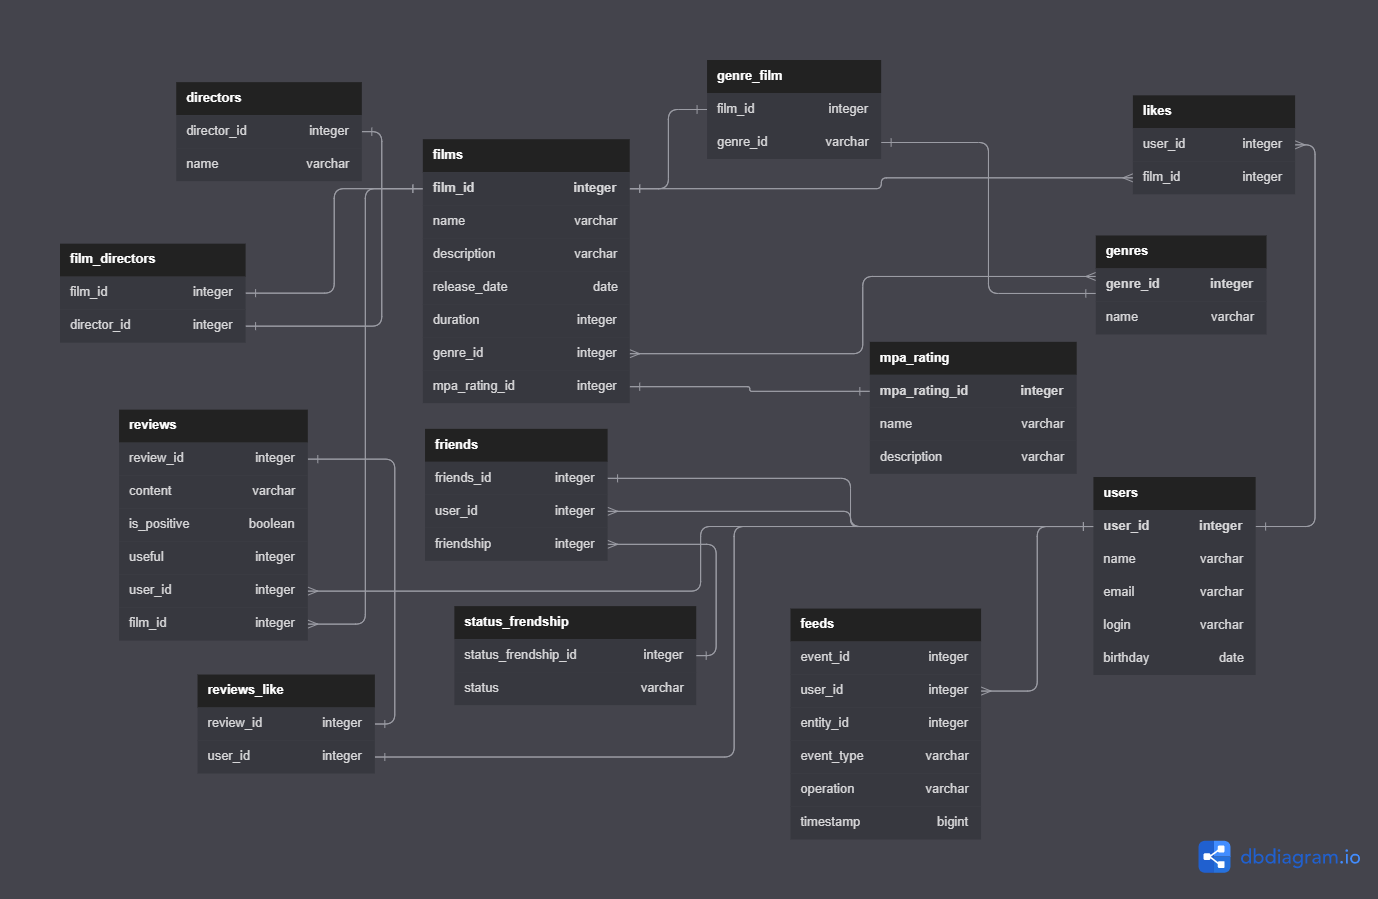 directors
director_id integer
name varchar
genre_film
film_id integer
genre_id varchar
likes
user_id integer
film_id integer
films
film_id integer
name varchar
description varchar
release_date date
duration integer
genre_id integer
mpa_rating_id integer
film_directors
film_id integer
director_id integer
genres
genre_id integer
name varchar
mpa_rating
mpa_rating_id integer
name varchar
description varchar
reviews
review_id integer
content varchar
is_positive boolean
useful integer
user_id integer
film_id integer
friends
friends_id integer
user_id integer
friendship integer
users
user_id integer
name varchar
email varchar
login varchar
birthday date
status_frendship
status_frendship_id integer
status varchar
feeds
event_id integer
user_id integer
entity_id integer
event_type varchar
operation varchar
timestamp bigint
reviews_like
review_id integer
user_id integer
dbdiagram.io